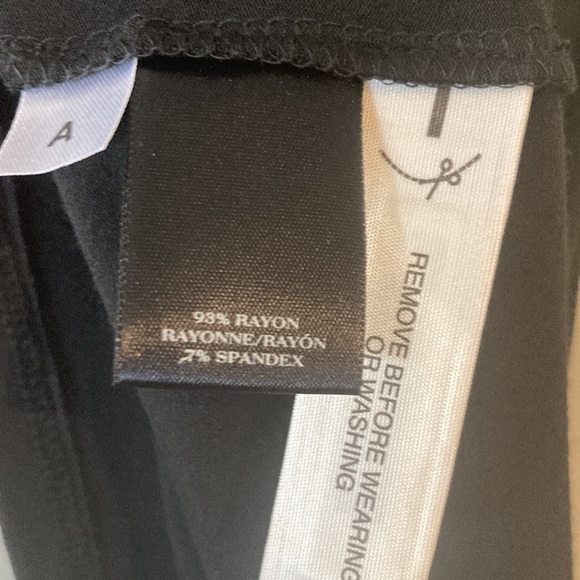 A
93% RAYON
RAYONNE/RAYÓN
7% SPANDEX
REMOVE BEFORE WEARING
OR WASHING